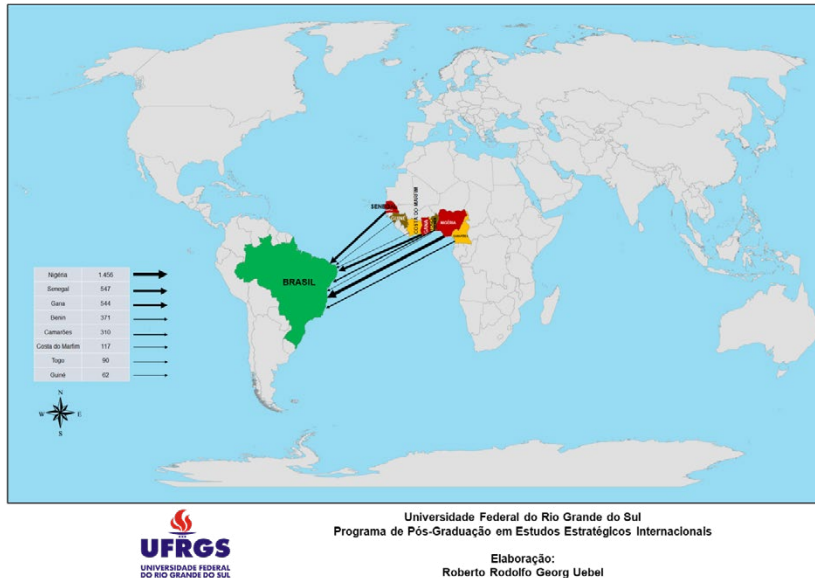 SENEGAL
COSTA DO MARFIM
GANA
NIGÉRIA
CAMARÕES
BRASIL
Nigéria 1.456
Senegal 547
Gana 544
Benin 371
Camarões 310
Costa do Marfim 117
Togo 90
Guiné 62
N
W E
S
UFRGS
UNIVERSIDADE FEDERAL
DO RIO GRANDE DO SUL
Universidade Federal do Rio Grande do Sul
Programa de Pós-Graduação em Estudos Estratégicos Internacionais
Elaboração:
Roberto Rodolfo Georg Uebel